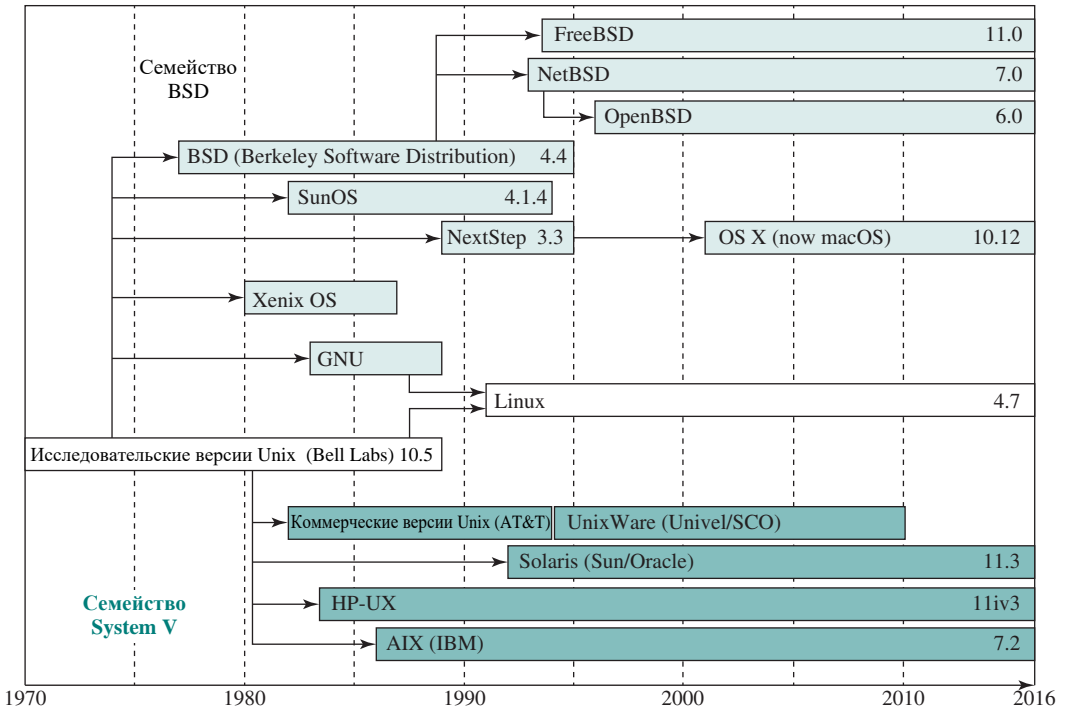 FreeBSD 11.0
Семейство
BSD
NetBSD 7.0
OpenBSD 6.0
BSD (Berkeley Software Distribution) 4.4
SunOS 4.1.4
NextStep 3.3
OS X (now macOS) 10.12
Xenix OS
GNU
Linux 4.7
Исследовательские версии Unix (Bell Labs) 10.5
Коммерческие версии Unix (AT&T)
UnixWare (Univel/SCO)
Solaris (Sun/Oracle) 11.3
Семейство
System V
HP-UX 11iv3
AIX (IBM) 7.2
1970 1980 1990 2000 2010 2016